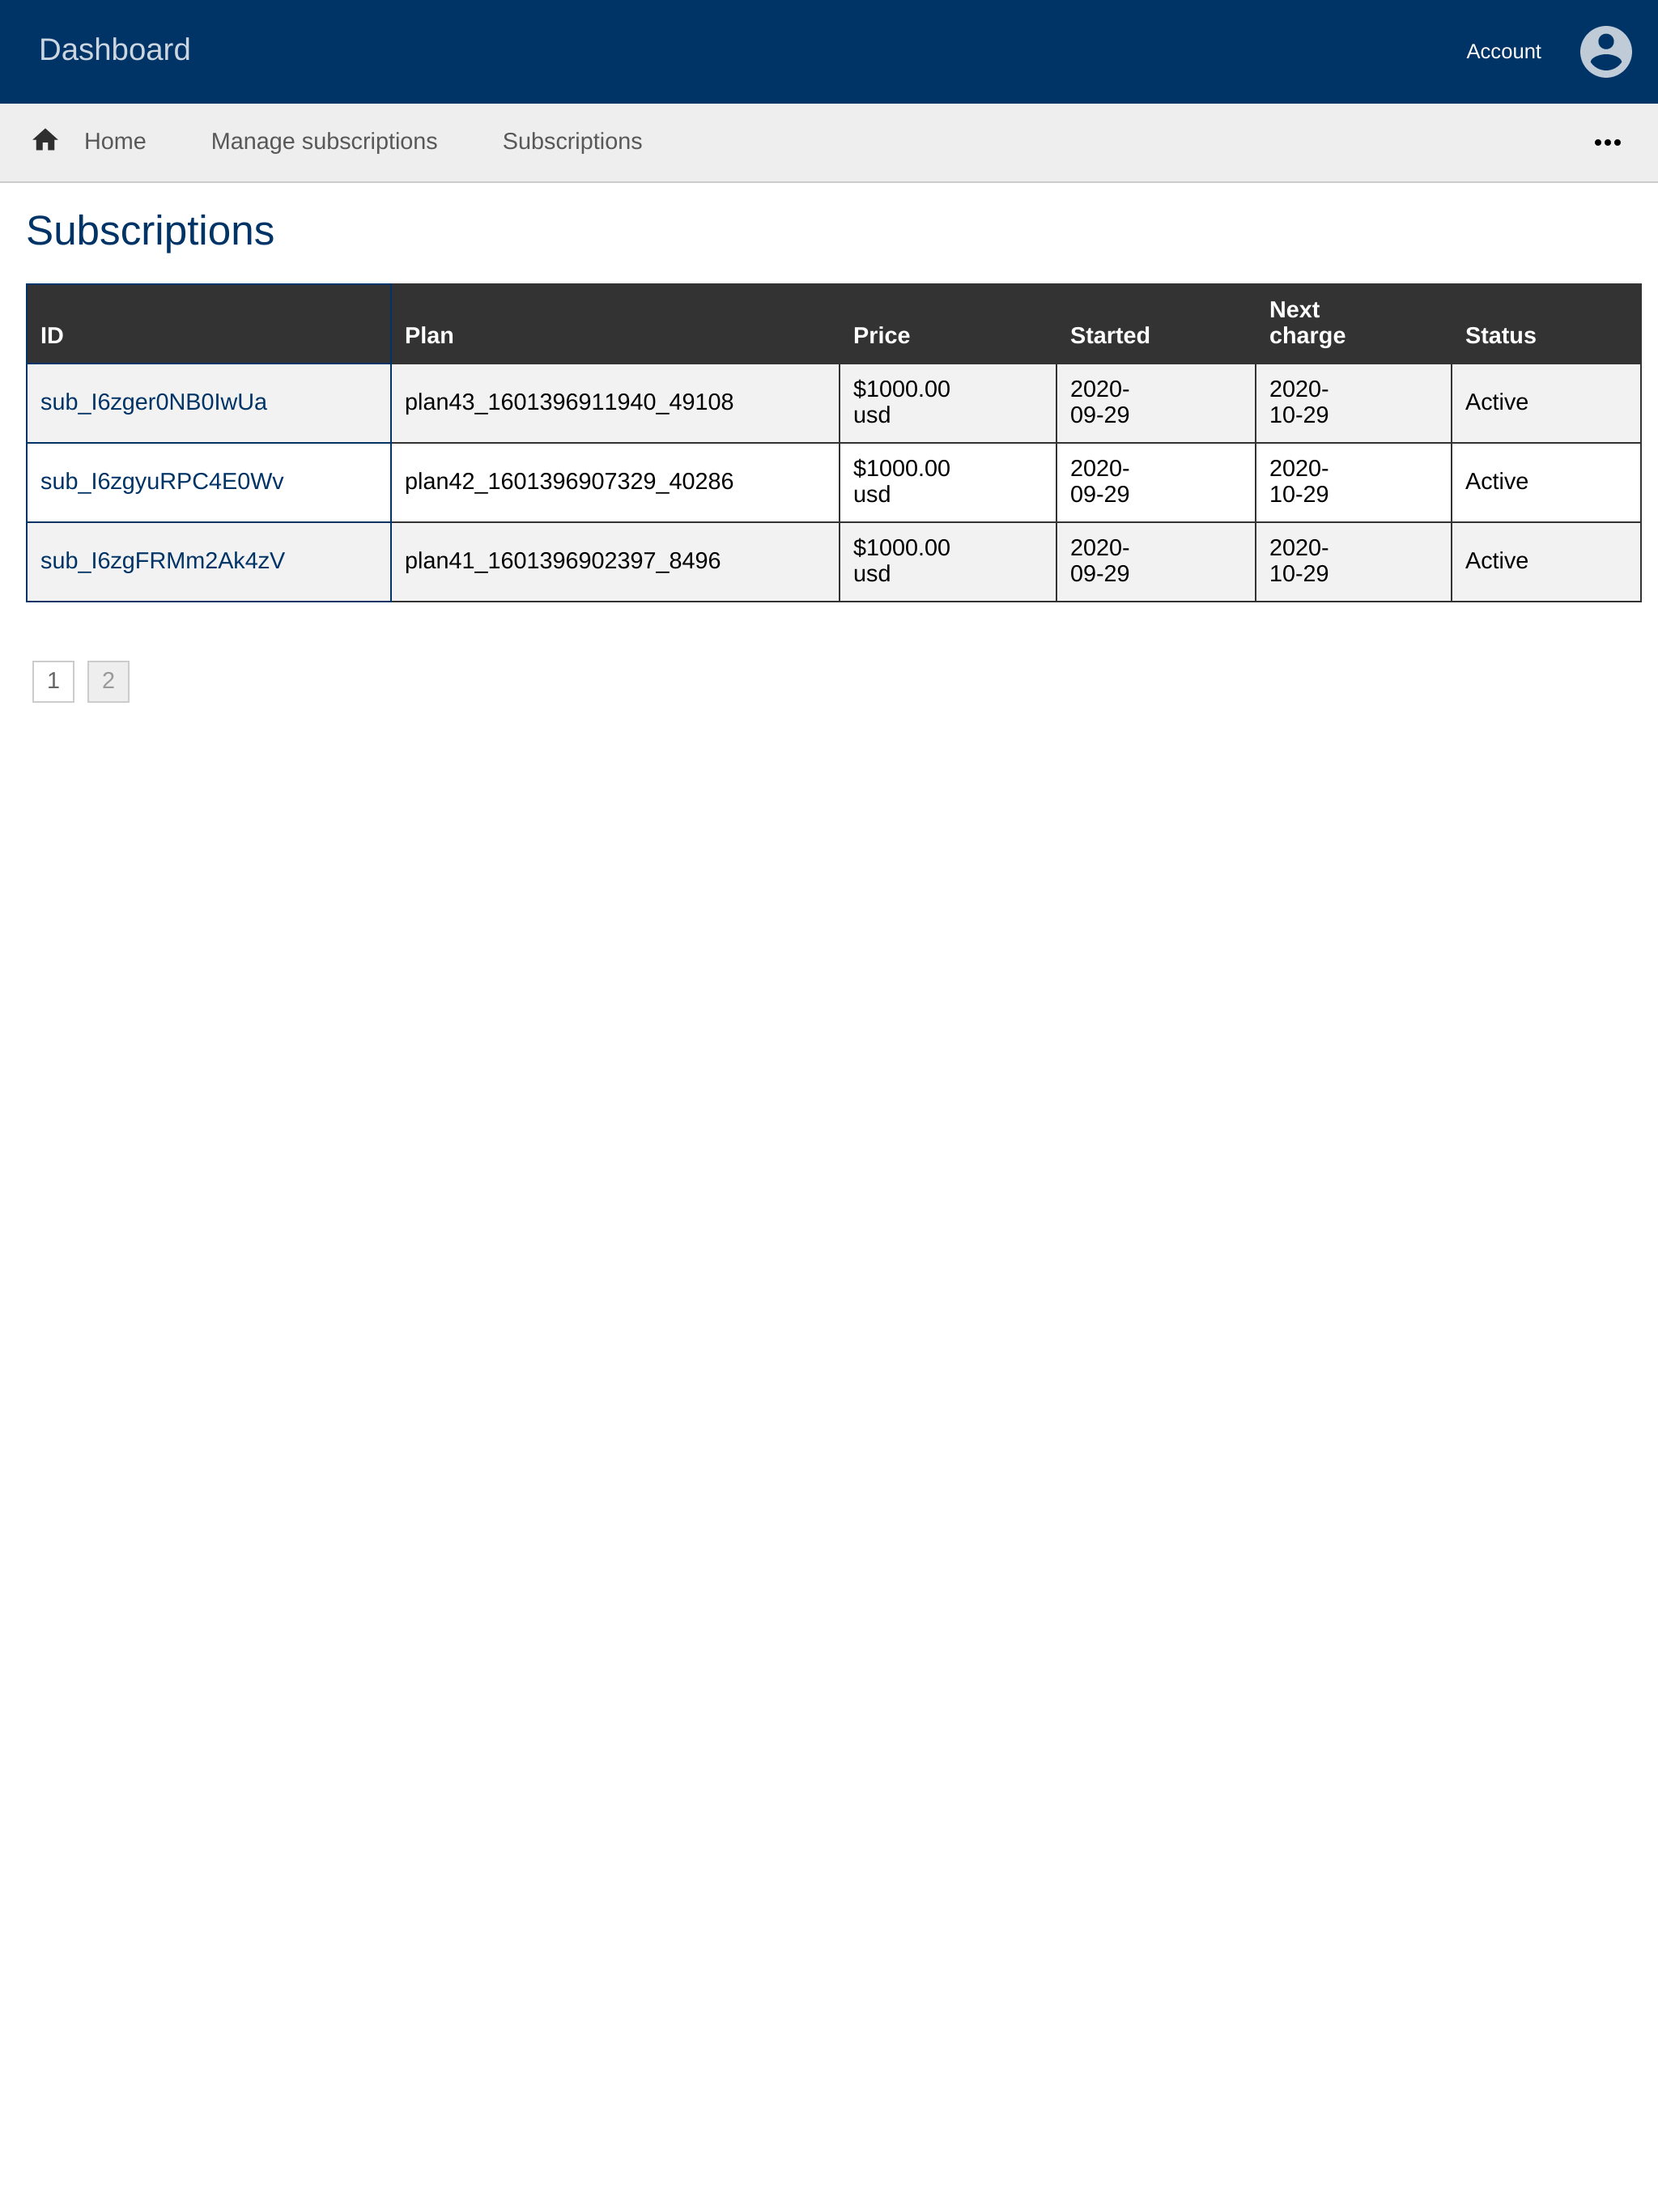 Dashboard
Account
Home Manage subscriptions Subscriptions
Subscriptions
ID Plan Price Started Next charge Status
sub_I6zger0NB0IwUa plan43_1601396911940_49108 $1000.00 usd 2020-09-29 2020-10-29 Active
sub_I6zgyuRPC4E0Wv plan42_1601396907329_40286 $1000.00 usd 2020-09-29 2020-10-29 Active
sub_I6zgFRMm2Ak4zV plan41_1601396902397_8496 $1000.00 usd 2020-09-29 2020-10-29 Active
1 2